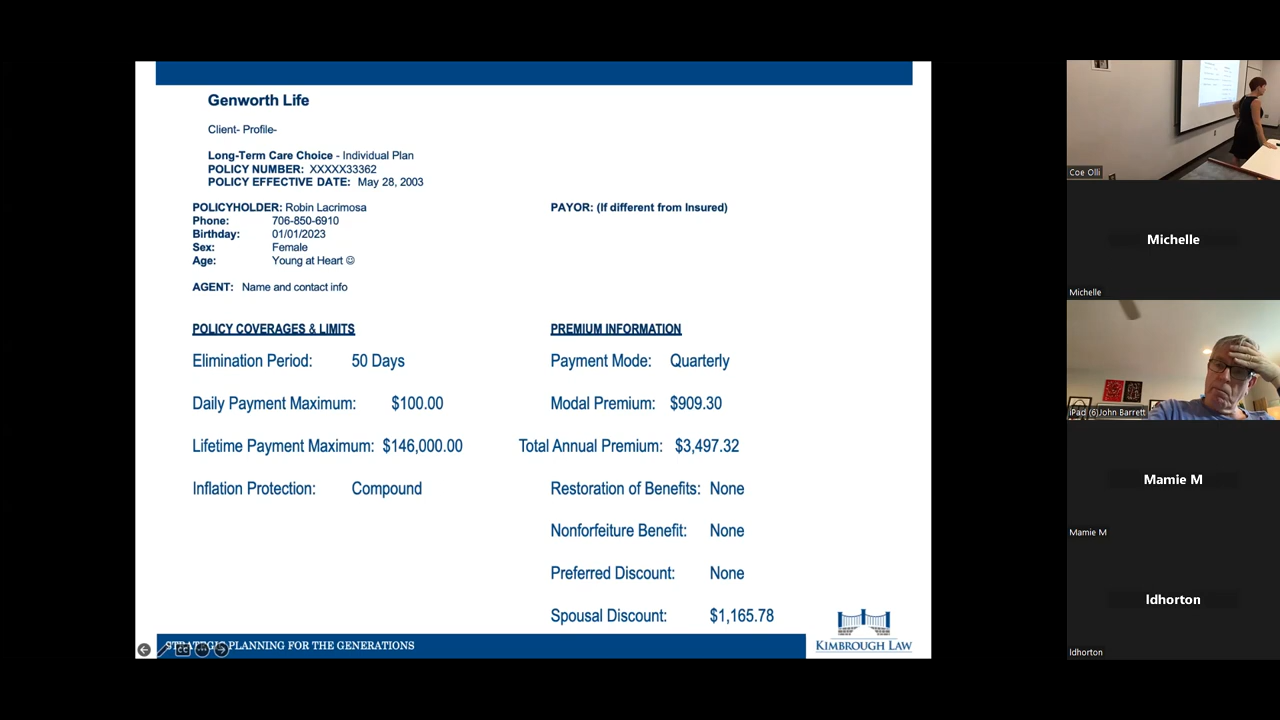 Genworth Life
Client- Profile-
Long-Term Care Choice - Individual Plan
POLICY NUMBER: XXXXX33362
POLICY EFFECTIVE DATE: May 28, 2003
POLICYHOLDER: Robin Lacrimosa
Phone: 706-850-6910
Birthday: 01/01/2023
Sex: Female
Age: Young at Heart ☺
AGENT: Name and contact info
PAYOR: (If different from Insured)
POLICY COVERAGES & LIMITS
Elimination Period: 50 Days
Daily Payment Maximum: $100.00
Lifetime Payment Maximum: $146,000.00
Inflation Protection: Compound
PREMIUM INFORMATION
Payment Mode: Quarterly
Modal Premium: $909.30
Total Annual Premium: $3,497.32
Restoration of Benefits: None
Nonforfeiture Benefit: None
Preferred Discount: None
Spousal Discount: $1,165.78
STRATEGIC PLANNING FOR THE GENERATIONS
KIMBROUGH LAW
Coe Olli
Michelle
Michelle
iPad (6)John Barrett
Mamie M
Mamie M
ldhorton
ldhorton